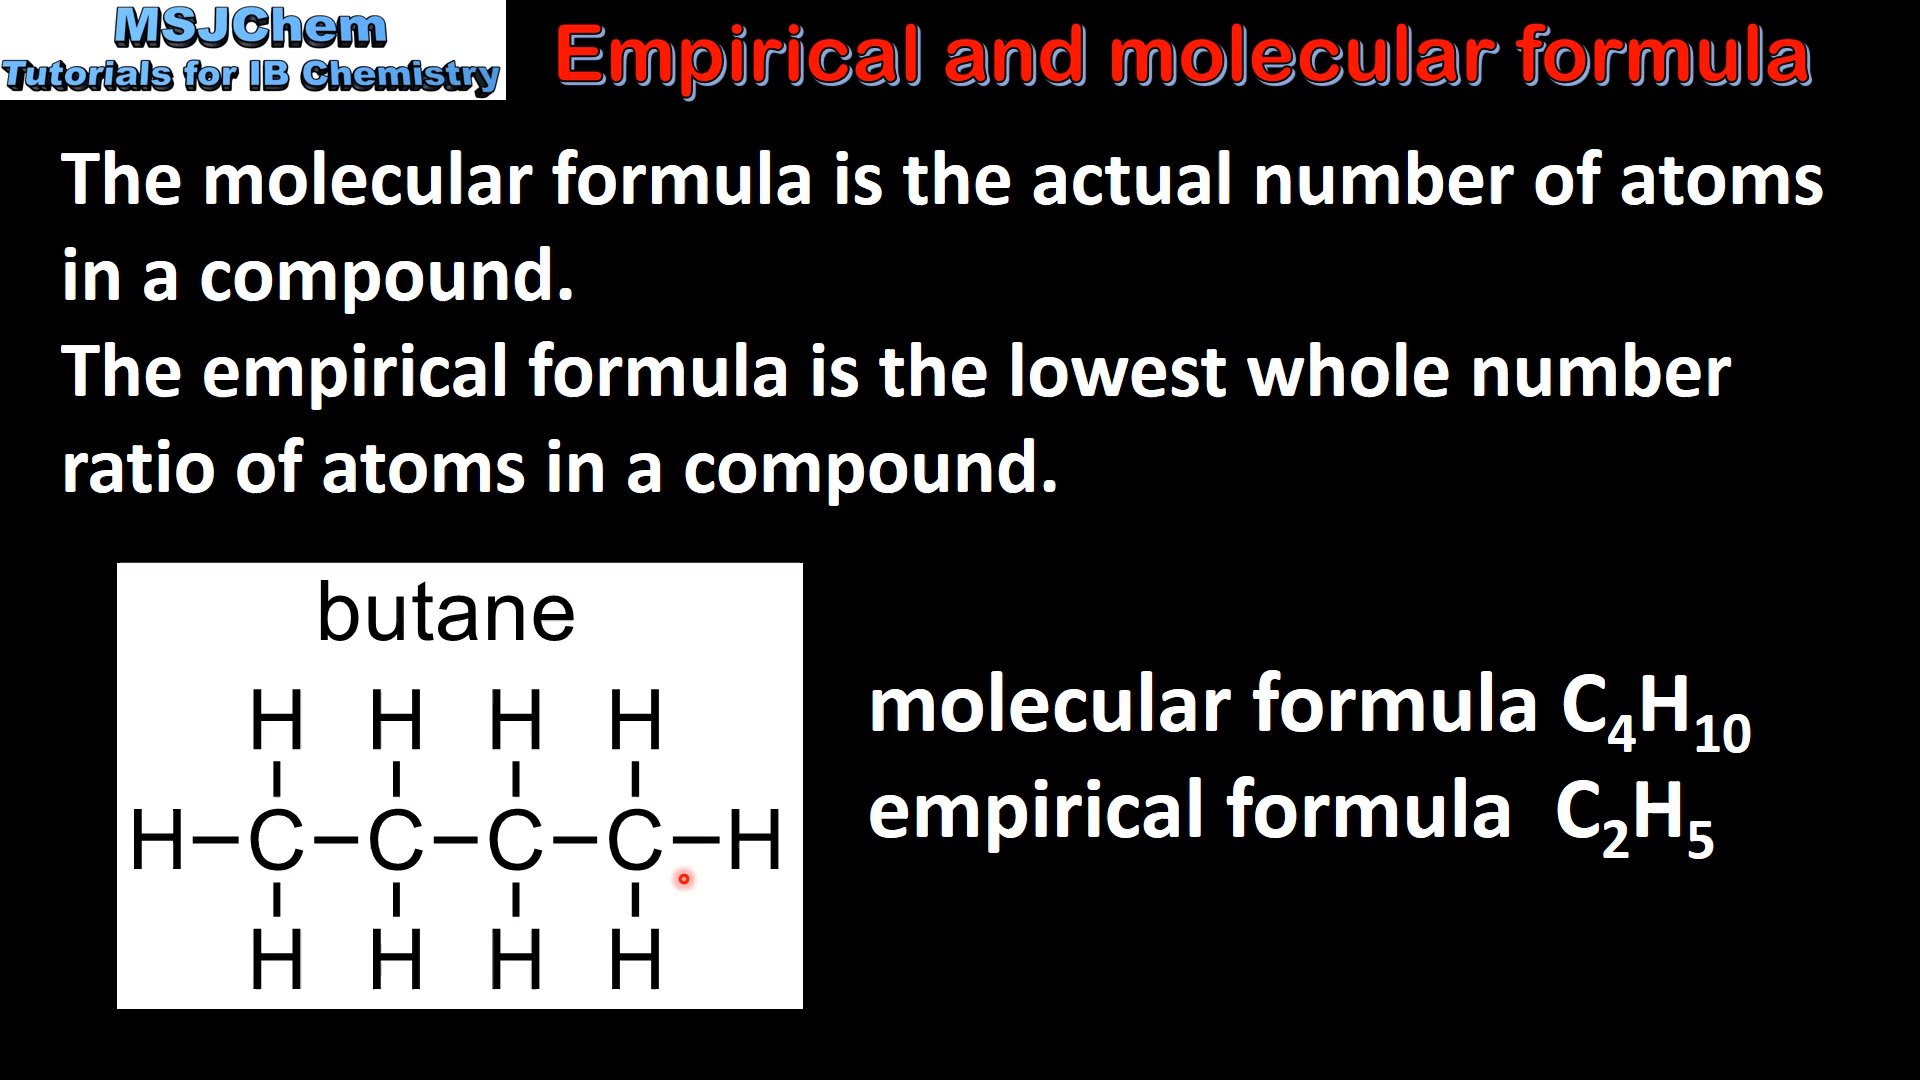 MSJChem
Tutorials for IB Chemistry
Empirical and molecular formula
The molecular formula is the actual number of atoms
in a compound.
The empirical formula is the lowest whole number
ratio of atoms in a compound.
butane
H H H H
H–C–C–C–C–H
H H H H
molecular formula C₄H₁₀
empirical formula C₂H₅